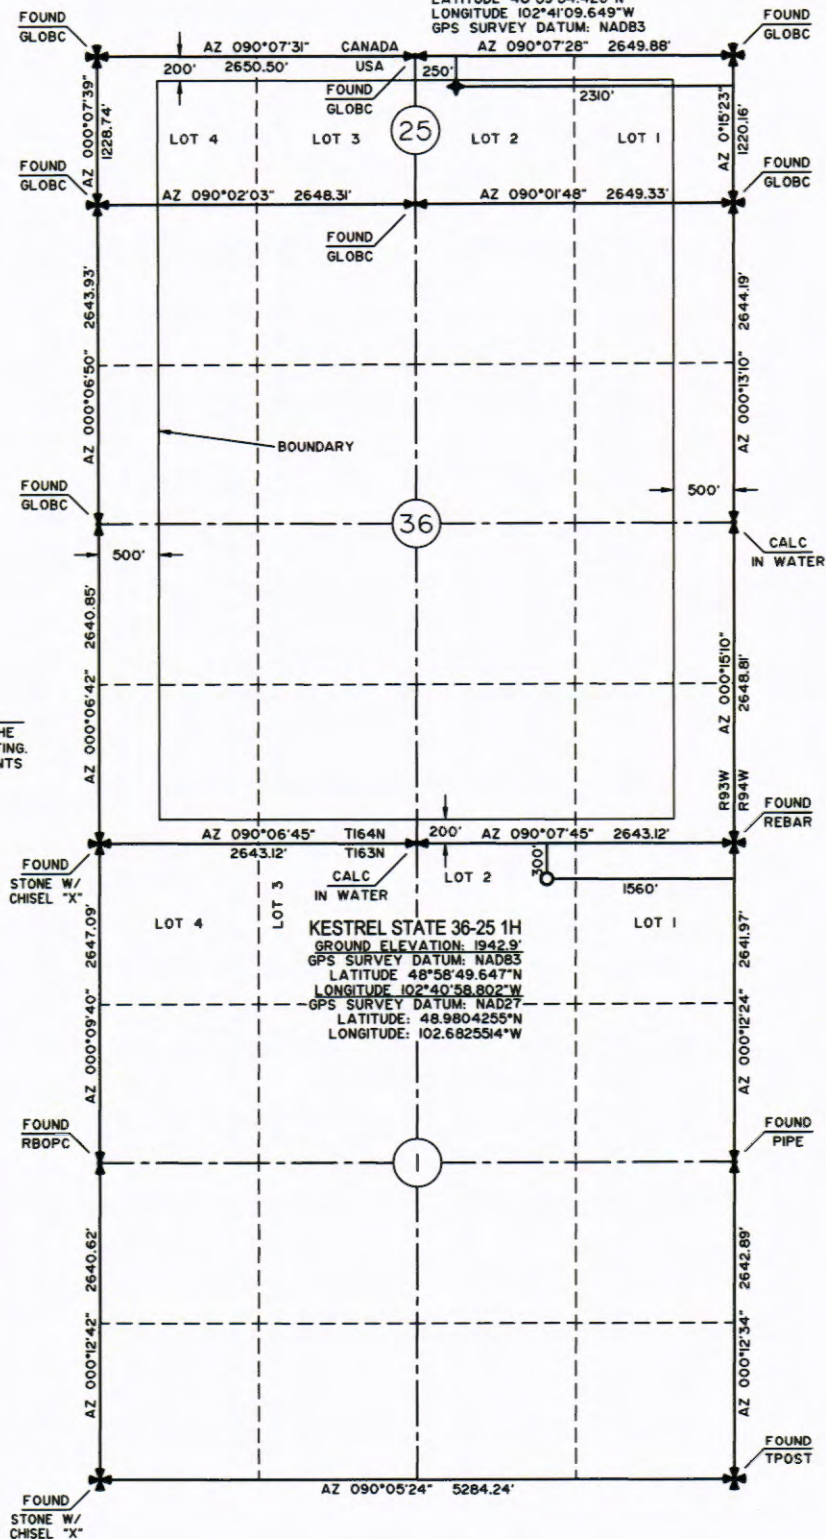 LONGITUDE 102°41'09.649"W
GPS SURVEY DATUM: NAD83
FOUND
GLOBC
FOUND
GLOBC
AZ 090°07'31" CANADA
AZ 090°07'28" 2649.88'
200' 2650.50' USA
250'
FOUND
GLOBC
2310'
AZ 000°07'39"
1228.74'
AZ 0°15'23"
1220.16'
LOT 4
LOT 3
25
LOT 2
LOT 1
FOUND
GLOBC
FOUND
GLOBC
AZ 090°02'03" 2648.31'
AZ 090°01'48" 2649.33'
FOUND
GLOBC
AZ 000°06'50" 2643.93'
AZ 000°13'10" 2644.19'
BOUNDARY
FOUND
GLOBC
500'
36
500'
CALC
IN WATER
AZ 000°06'42" 2640.85'
AZ 000°15'10"
2648.81'
HE
TING.
NTS
R93W
R94W
FOUND
REBAR
AZ 090°06'45" T164N
200'
AZ 090°07'45" 2643.12'
2643.12' T163N
FOUND
STONE W/
CHISEL "X"
CALC
IN WATER
LOT 2
300'
1560'
LOT 4
LOT 3
LOT 1
KESTREL STATE 36-25 1H
GROUND ELEVATION: 1942.9'
GPS SURVEY DATUM: NAD83
LATITUDE 48°58'49.647"N
LONGITUDE 102°40'58.802"W
GPS SURVEY DATUM: NAD27
LATITUDE: 48.9804255°N
LONGITUDE: 102.6825514°W
AZ 000°09'40" 2647.09'
AZ 000°12'24" 2641.97'
FOUND
RBOPC
1
FOUND
PIPE
AZ 000°12'42" 2640.62'
AZ 000°12'34" 2642.89'
FOUND
TPOST
FOUND
STONE W/
CHISEL "X"
AZ 090°05'24" 5284.24'